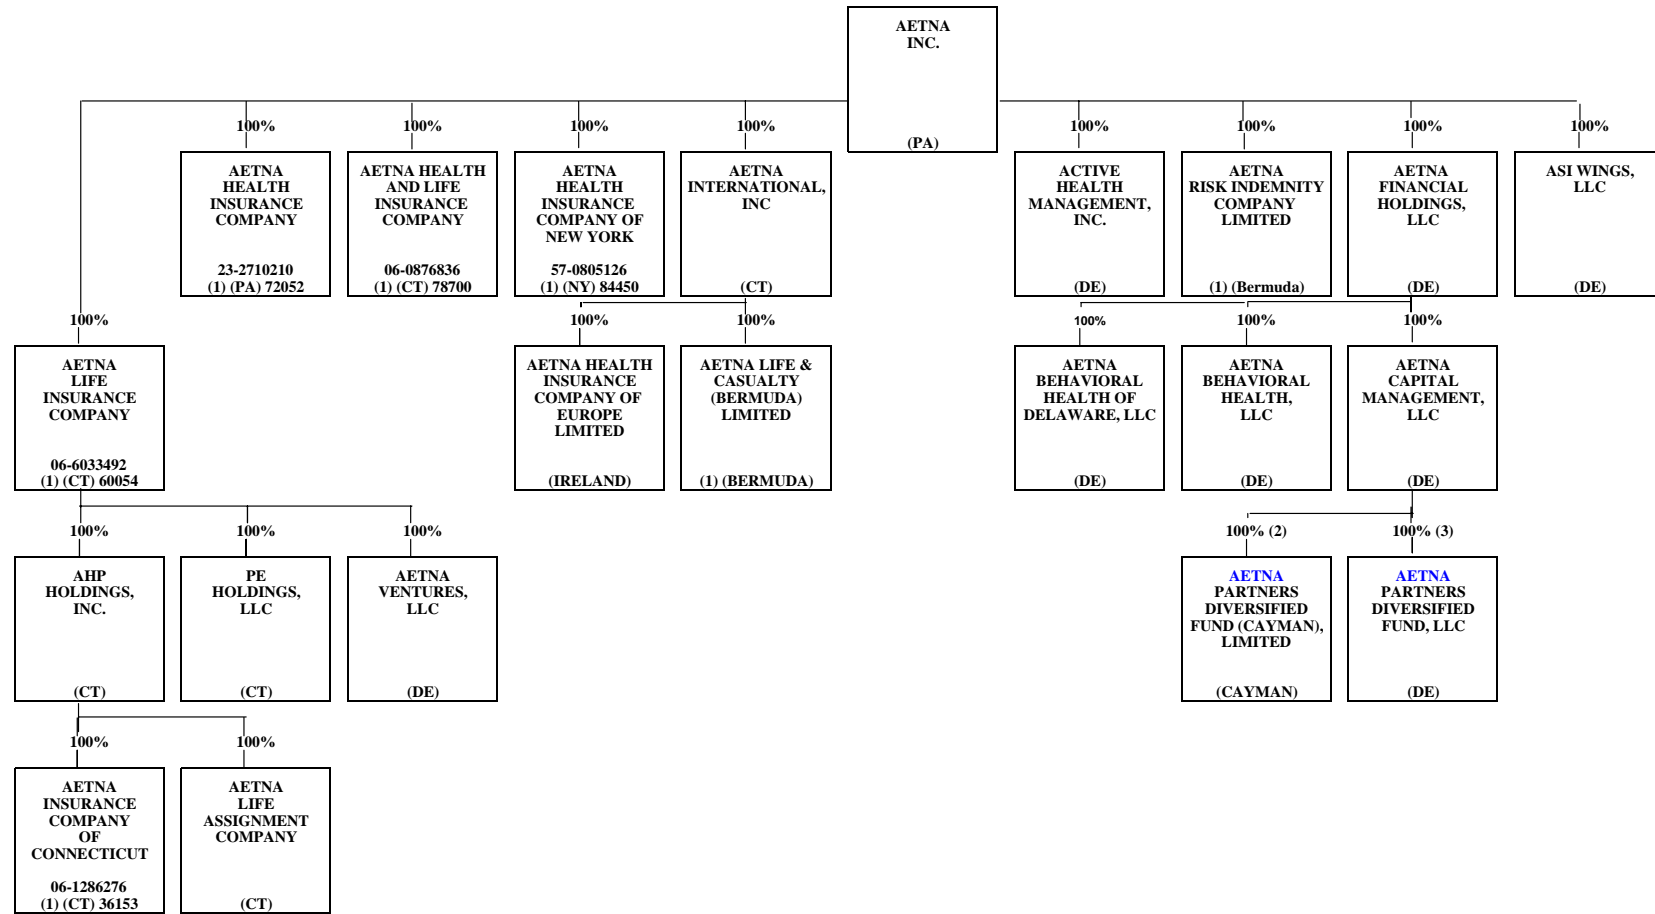 AETNA
INC.
(PA)
100%
100%
100%
100%
100%
100%
100%
100%
AETNA
HEALTH
INSURANCE
COMPANY
23-2710210
(1) (PA) 72052
AETNA HEALTH
AND LIFE
INSURANCE
COMPANY
06-0876836
(1) (CT) 78700
AETNA
HEALTH
INSURANCE
COMPANY OF
NEW YORK
57-0805126
(1) (NY) 84450
AETNA
INTERNATIONAL,
INC
(CT)
ACTIVE
HEALTH
MANAGEMENT,
INC.
(DE)
AETNA
RISK INDEMNITY
COMPANY
LIMITED
(1) (Bermuda)
AETNA
FINANCIAL
HOLDINGS,
LLC
(DE)
ASI WINGS,
LLC
(DE)
100%
100%
100%
100%
100%
100%
AETNA
LIFE
INSURANCE
COMPANY
06-6033492
(1) (CT) 60054
AETNA HEALTH
INSURANCE
COMPANY OF
EUROPE
LIMITED
(IRELAND)
AETNA LIFE &
CASUALTY
(BERMUDA)
LIMITED
(1) (BERMUDA)
AETNA
BEHAVIORAL
HEALTH OF
DELAWARE, LLC
(DE)
AETNA
BEHAVIORAL
HEALTH,
LLC
(DE)
AETNA
CAPITAL
MANAGEMENT,
LLC
(DE)
100%
100%
100%
100% (2)
100% (3)
AHP
HOLDINGS,
INC.
(CT)
PE
HOLDINGS,
LLC
(CT)
AETNA
VENTURES,
LLC
(DE)
AETNA
PARTNERS
DIVERSIFIED
FUND (CAYMAN),
LIMITED
(CAYMAN)
AETNA
PARTNERS
DIVERSIFIED
FUND, LLC
(DE)
100%
100%
AETNA
INSURANCE
COMPANY
OF
CONNECTICUT
06-1286276
(1) (CT) 36153
AETNA
LIFE
ASSIGNMENT
COMPANY
(CT)